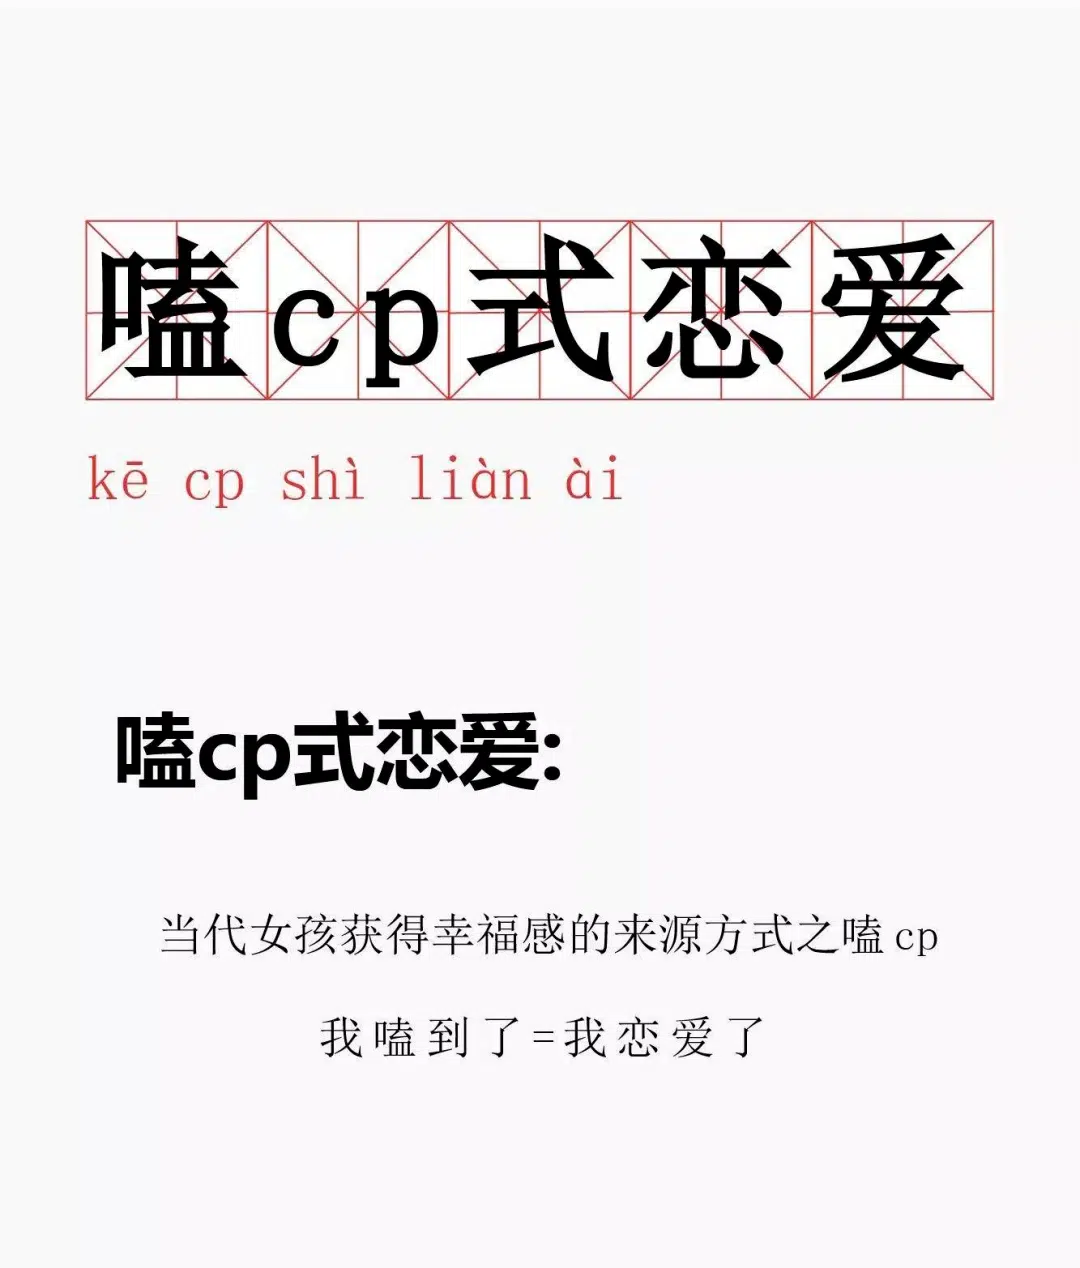 嗑cp式恋爱
kē cp shì liàn ài
嗑cp式恋爱:
当代女孩获得幸福感的来源方式之嗑cp
我嗑到了=我恋爱了